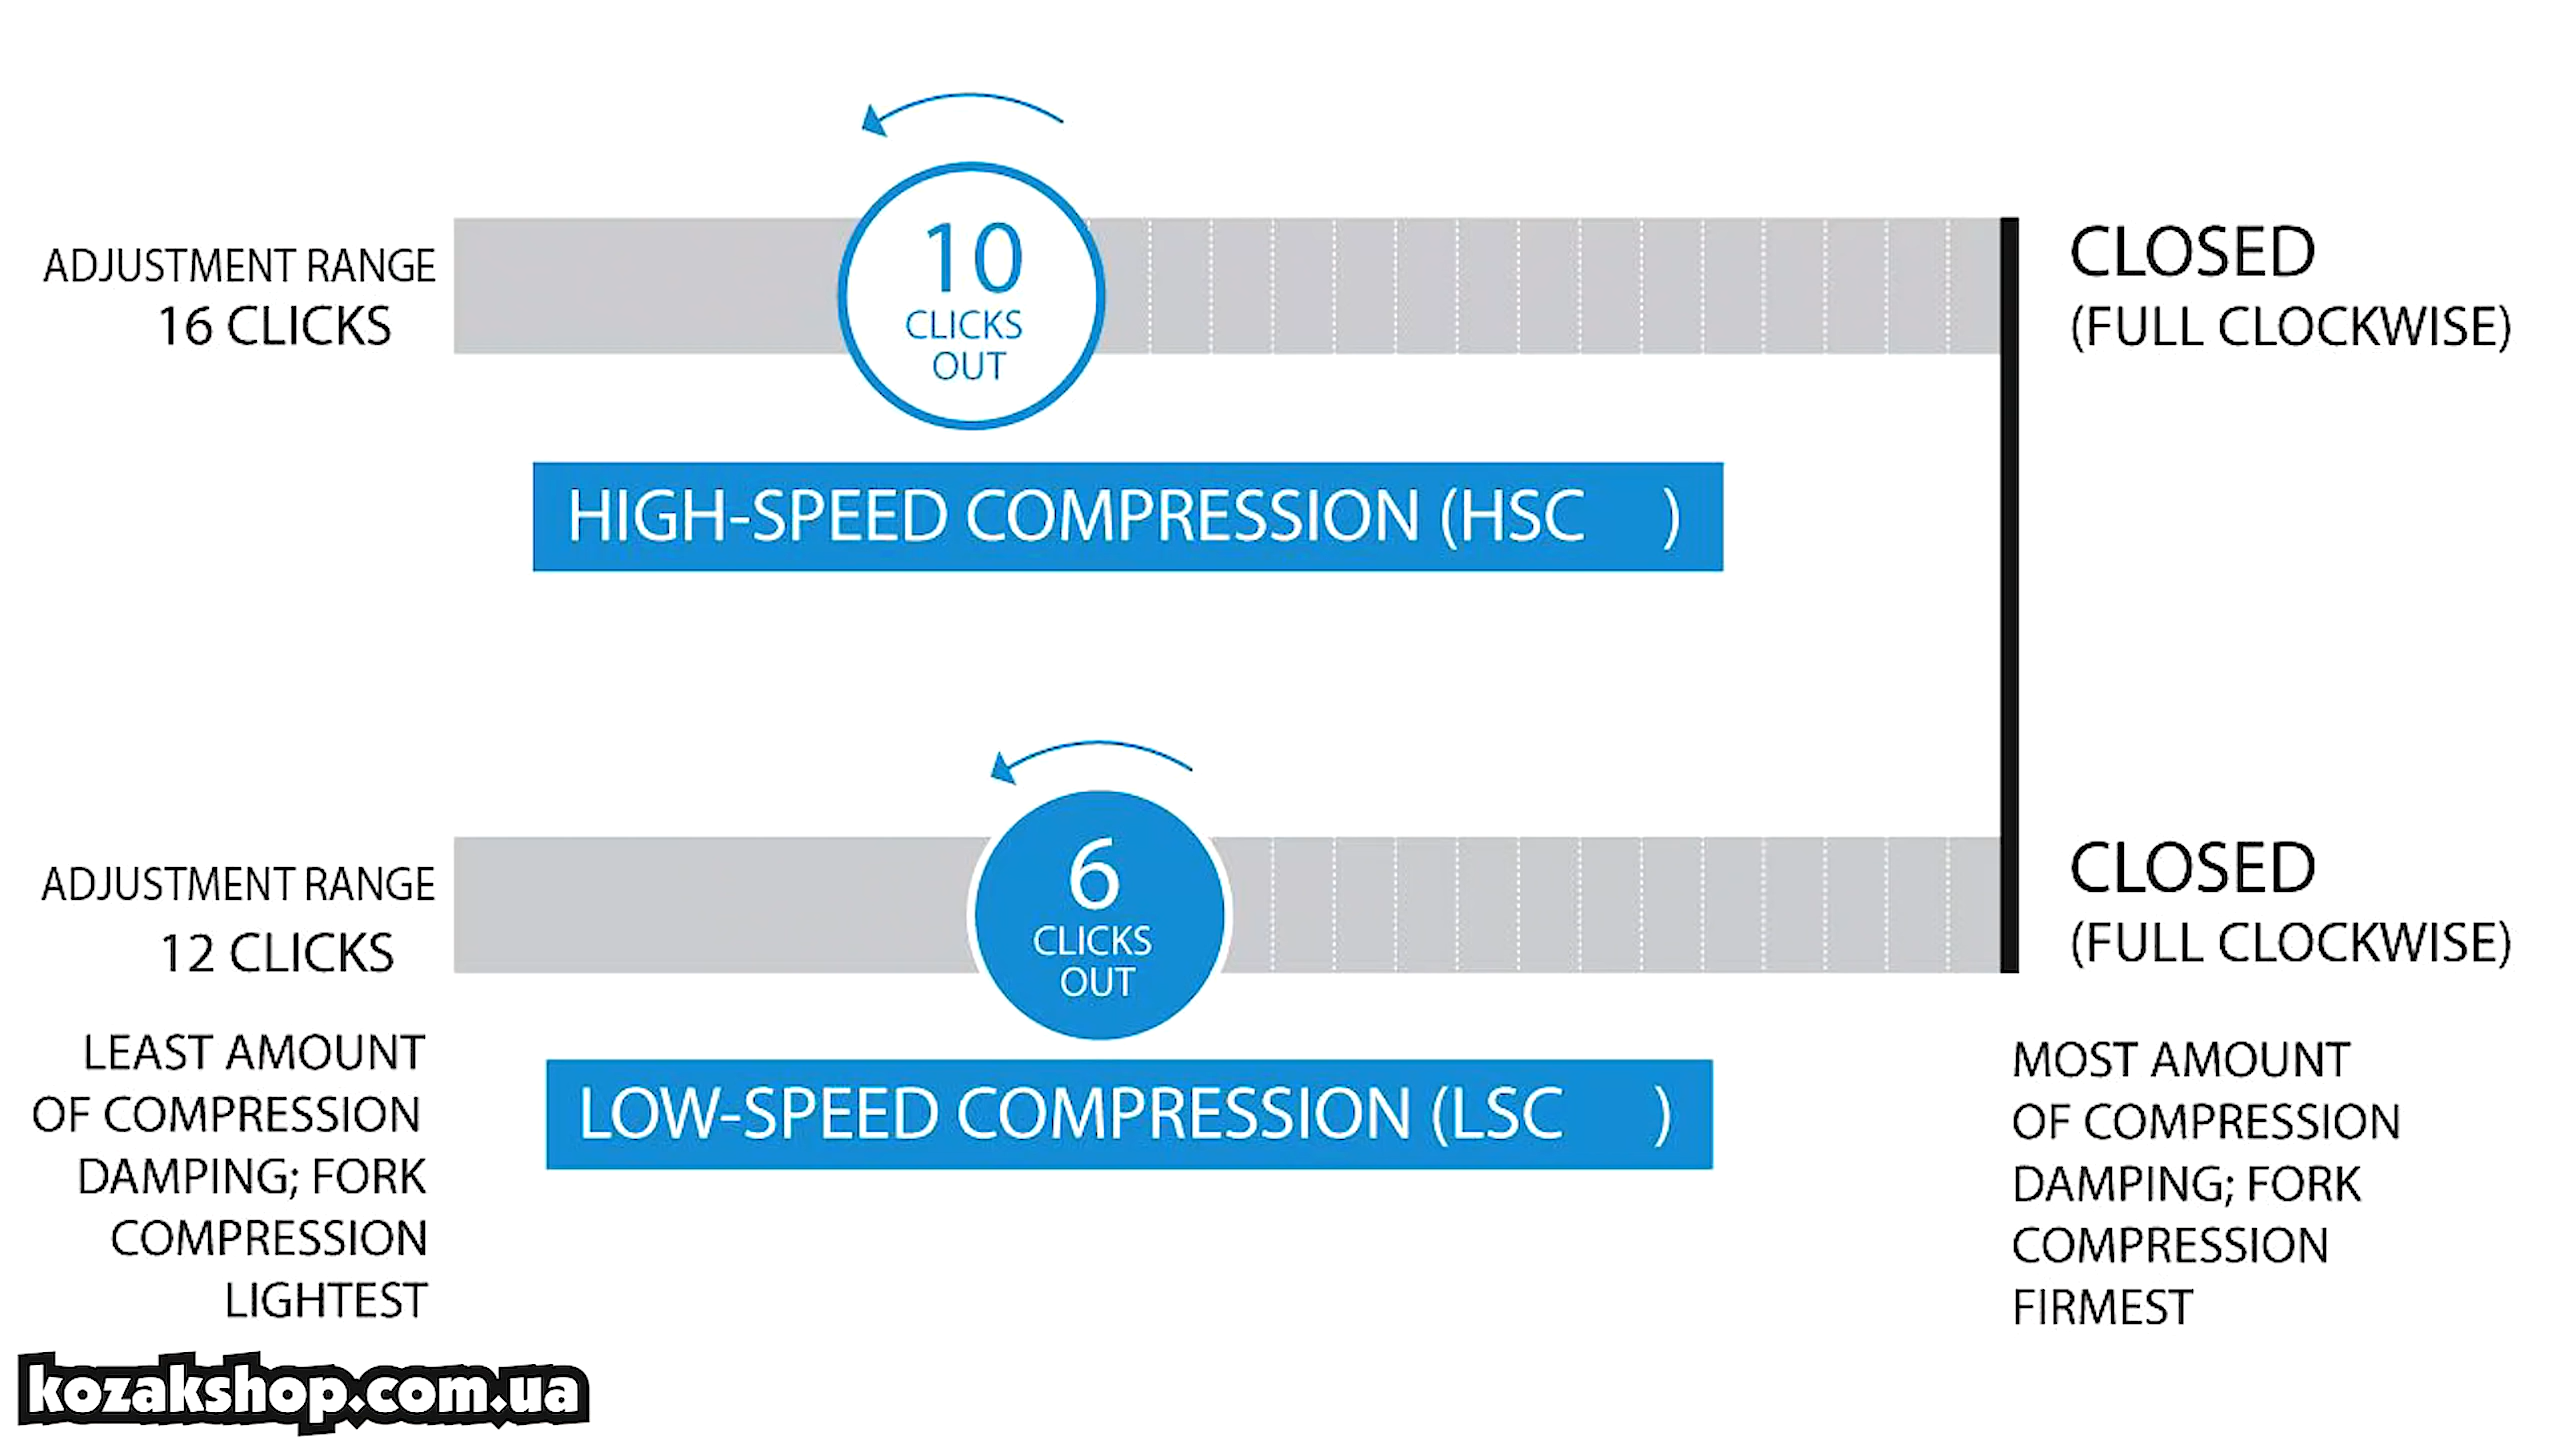 10
CLICKS
OUT
ADJUSTMENT RANGE
16 CLICKS
CLOSED
(FULL CLOCKWISE)
HIGH-SPEED COMPRESSION (HSC )
6
CLICKS
OUT
ADJUSTMENT RANGE
12 CLICKS
CLOSED
(FULL CLOCKWISE)
LOW-SPEED COMPRESSION (LSC )
LEAST AMOUNT
OF COMPRESSION
DAMPING; FORK
COMPRESSION
LIGHTEST
MOST AMOUNT
OF COMPRESSION
DAMPING; FORK
COMPRESSION
FIRMEST
kozakshop.com.ua